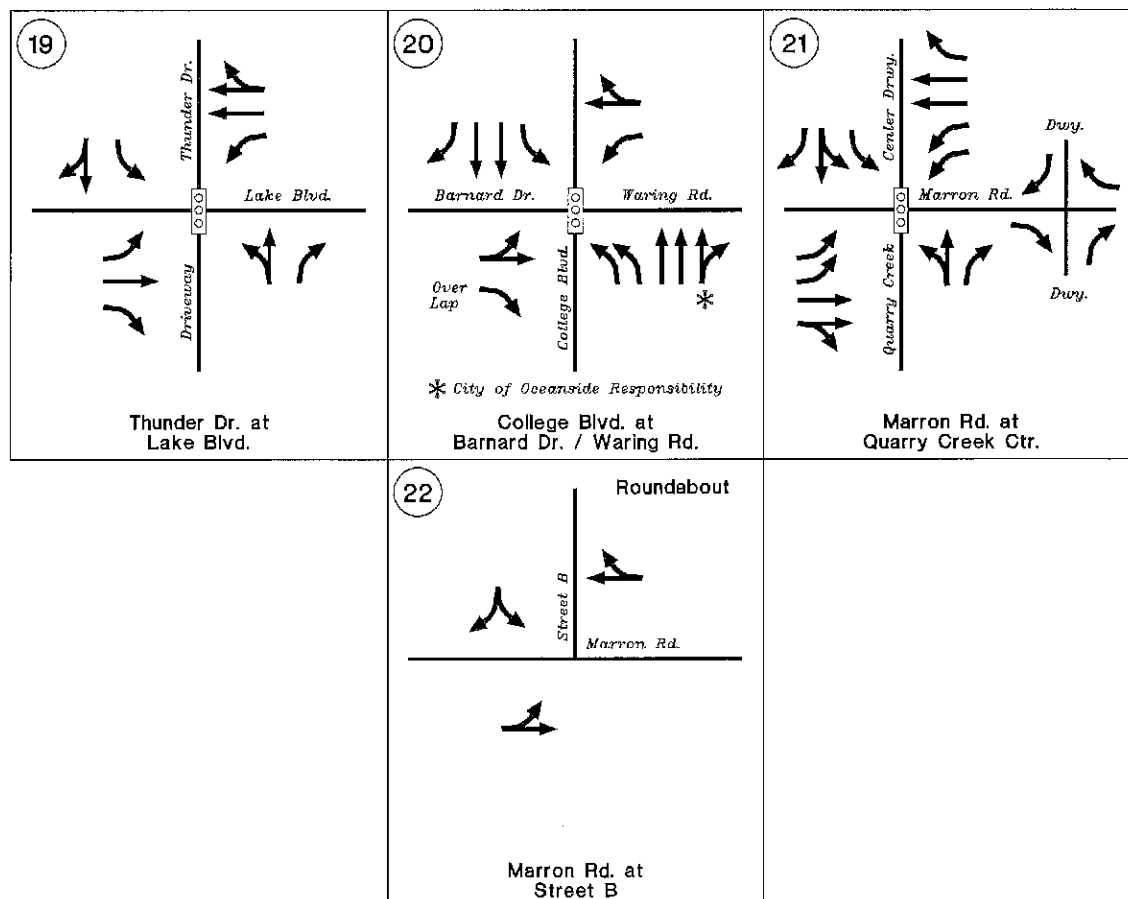 19
Thunder Dr.
Lake Blvd.
Driveway
Thunder Dr. at
Lake Blvd.
20
Barnard Dr.
Waring Rd.
Over
Lap
College Blvd.
* City of Oceanside Responsibility
College Blvd. at
Barnard Dr. / Waring Rd.
21
Center Drwy.
Dwy.
Marron Rd.
Quarry Creek
Dwy.
Marron Rd. at
Quarry Creek Ctr.
22
Roundabout
Street B
Marron Rd.
Marron Rd. at
Street B